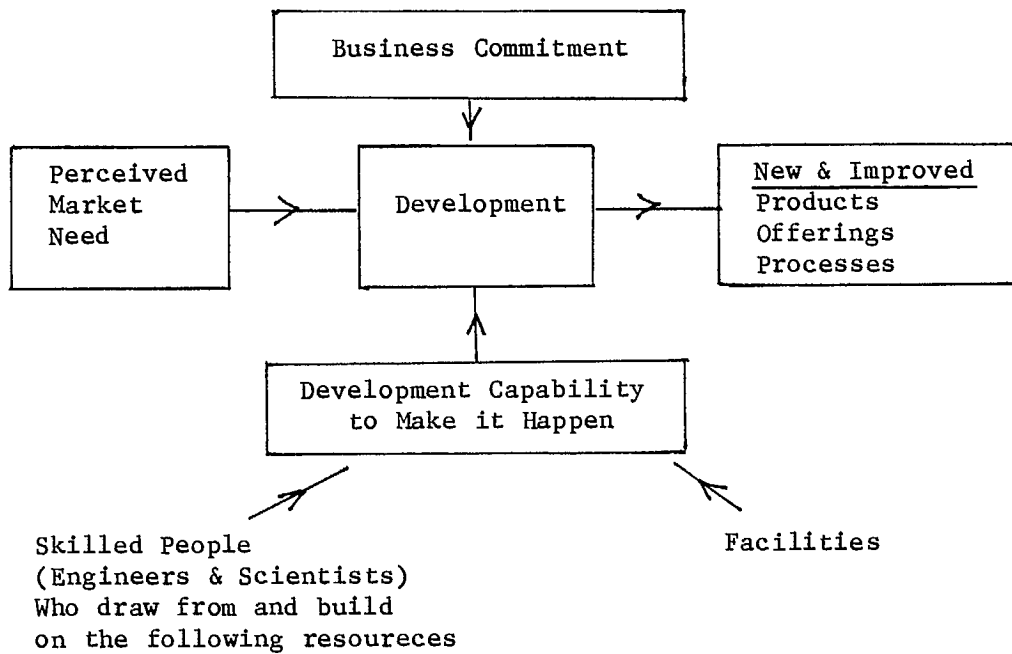 Business Commitment
Perceived
Market
Need
Development
New & Improved
Products
Offerings
Processes
Development Capability
to Make it Happen
Skilled People
(Engineers & Scientists)
Who draw from and build
on the following resoureces
Facilities